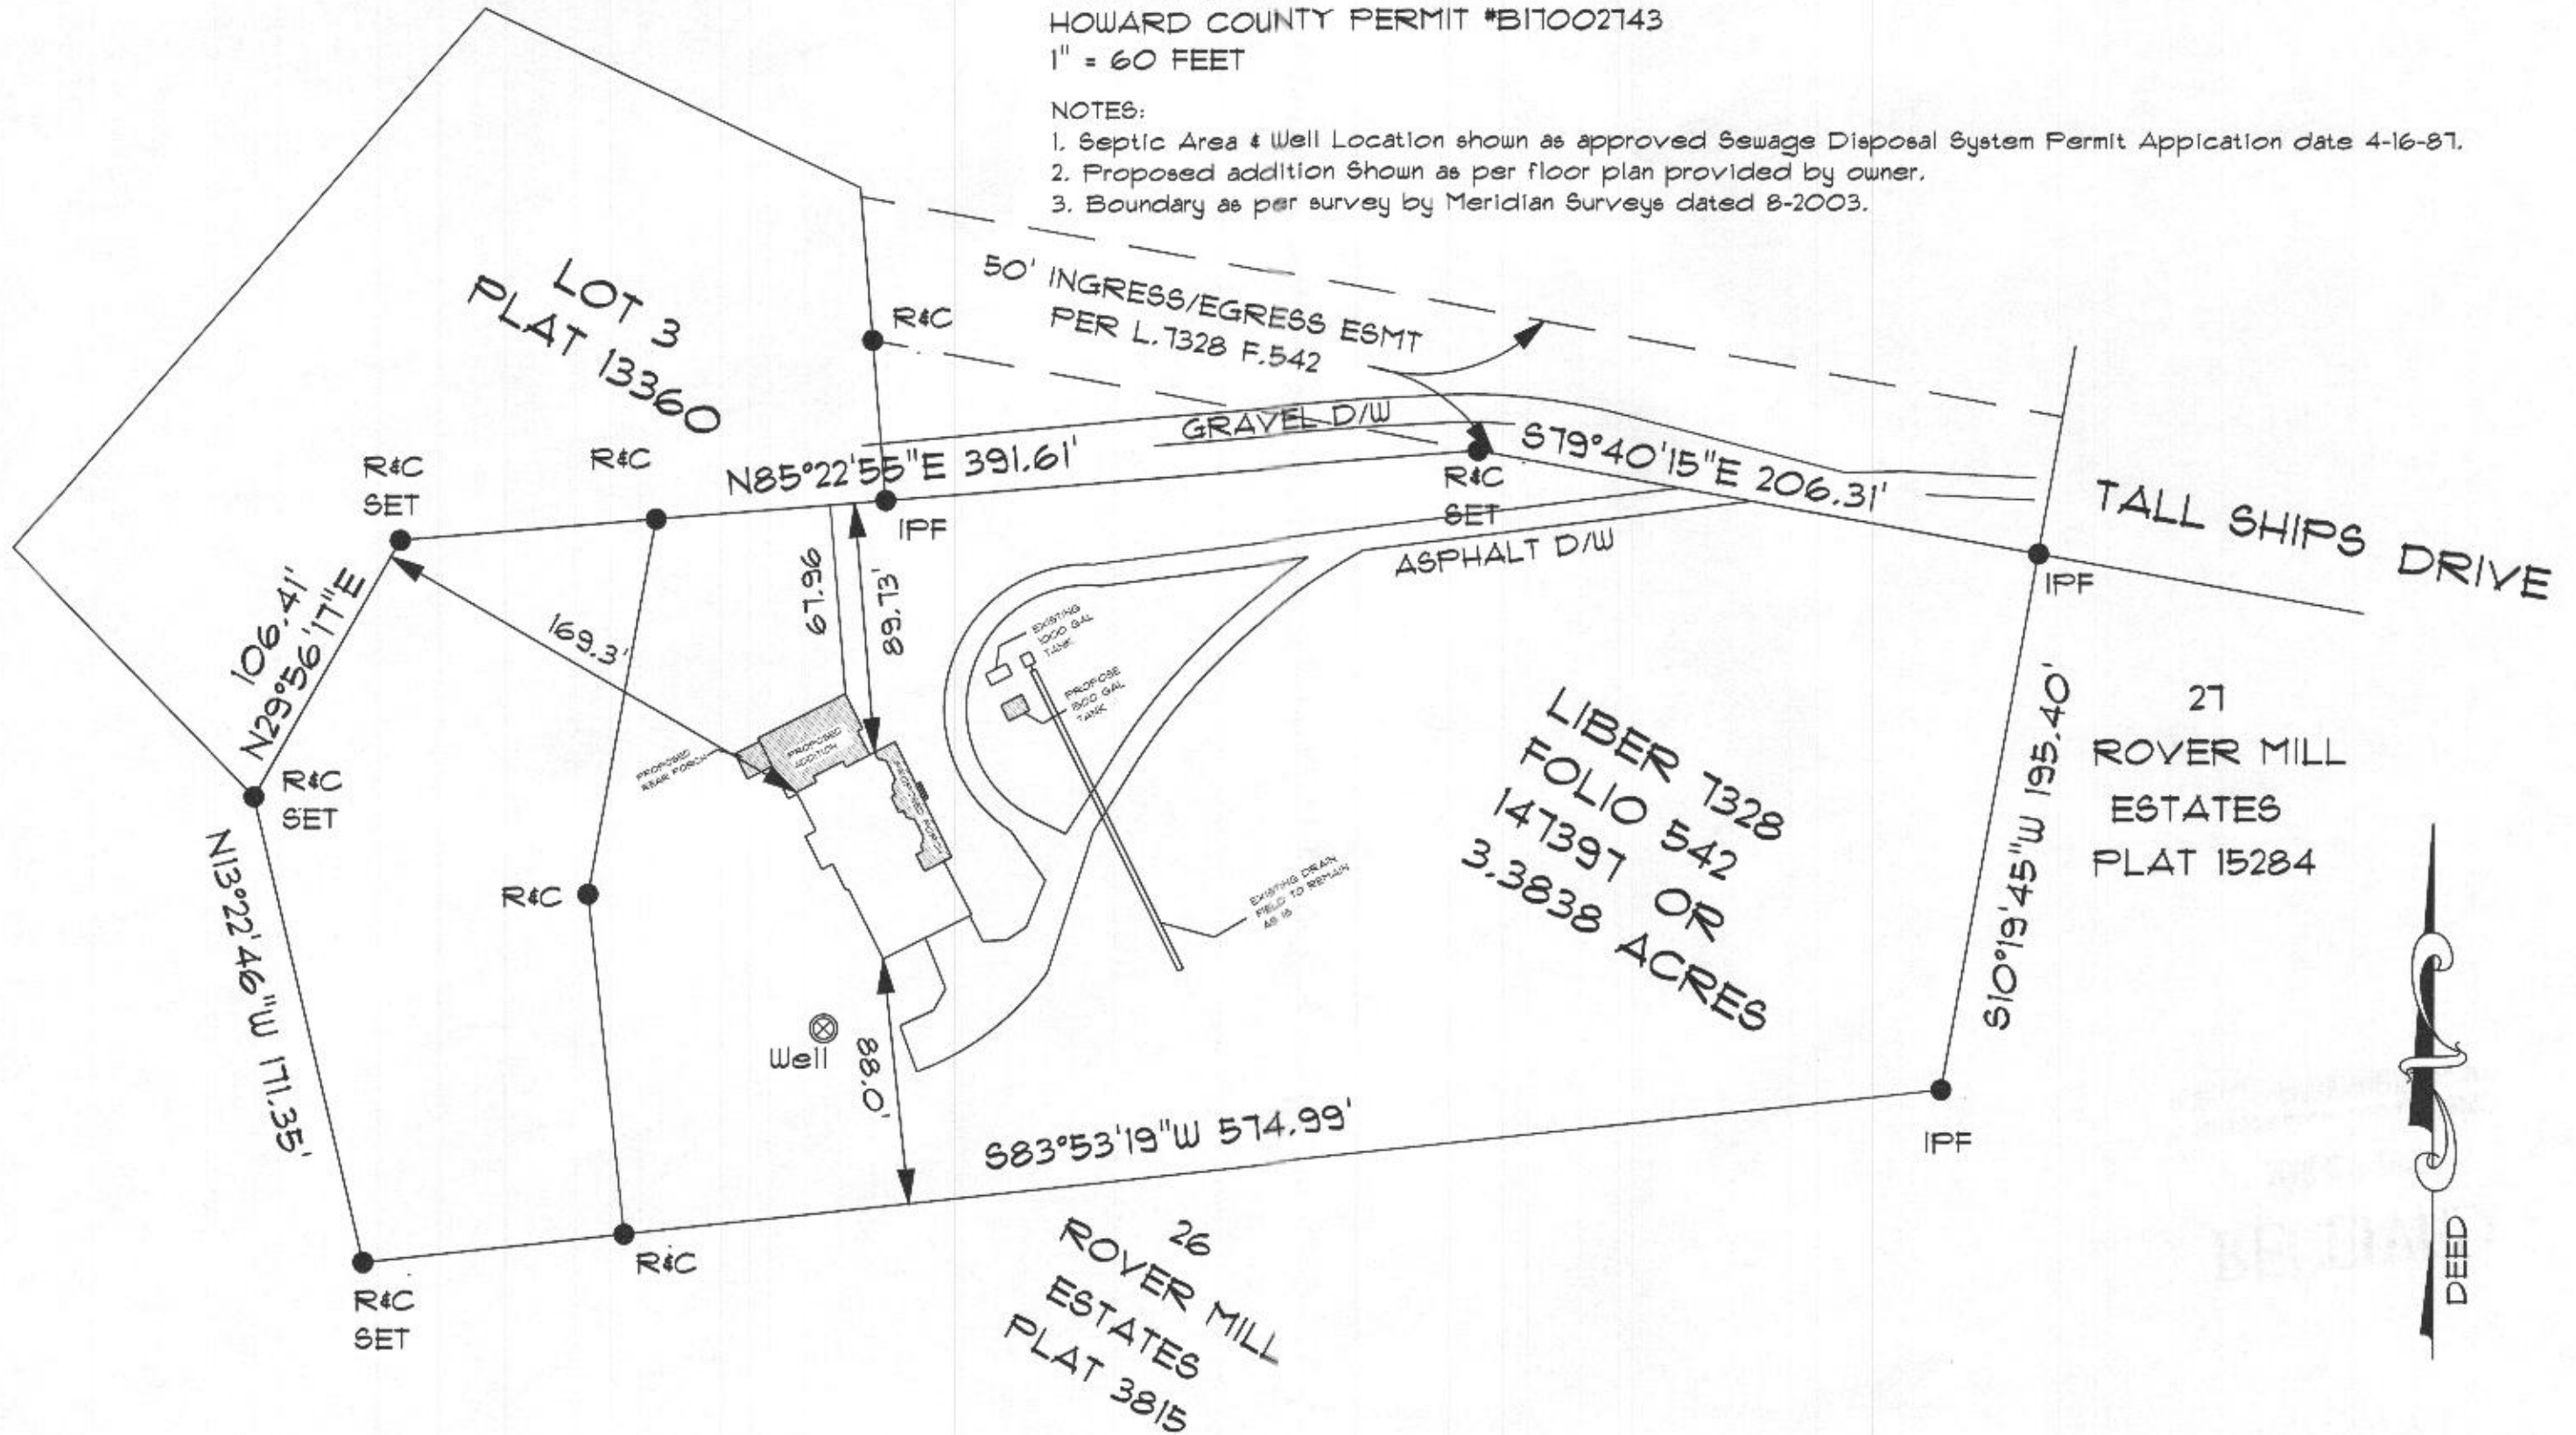 HOWARD COUNTY PERMIT #B17002743
1" = 60 FEET
NOTES:
1. Septic Area & Well Location shown as approved Sewage Disposal System Permit Appication date 4-16-87.
2. Proposed addition Shown as per floor plan provided by owner.
3. Boundary as per survey by Meridian Surveys dated 8-2003.
LOT 3
PLAT 13360
50' INGRESS/EGRESS ESMT
PER L.7328 F.542
R&C
GRAVEL D/W
R&C
SET
R&C
N85°22'55"E 391.61'
IPF
R&C
SET
S79°40'15"E 206.31'
TALL SHIPS DRIVE
IPF
ASPHALT D/W
106.41'
N29°56'17"E
169.3'
67.96
89.73'
EXISTING
1000 GAL
TANK
PROPOSE
1500 GAL
TANK
PROPOSED
REAR PORCH
PROPOSED
ADDITION
PROPOSED
R&C
SET
N13°22'46"W 171.35'
R&C
LIBER 7328
FOLIO 542
147397 OR
3.3838 ACRES
S10°19'45"W 195.40'
27
ROVER MILL
ESTATES
PLAT 15284
EXISTING DRAIN
FIELD TO REMAIN
AS IS
Well
88.0'
S83°53'19"W 574.99'
IPF
R&C
R&C
SET
26
ROVER MILL
ESTATES
PLAT 3815
DEED